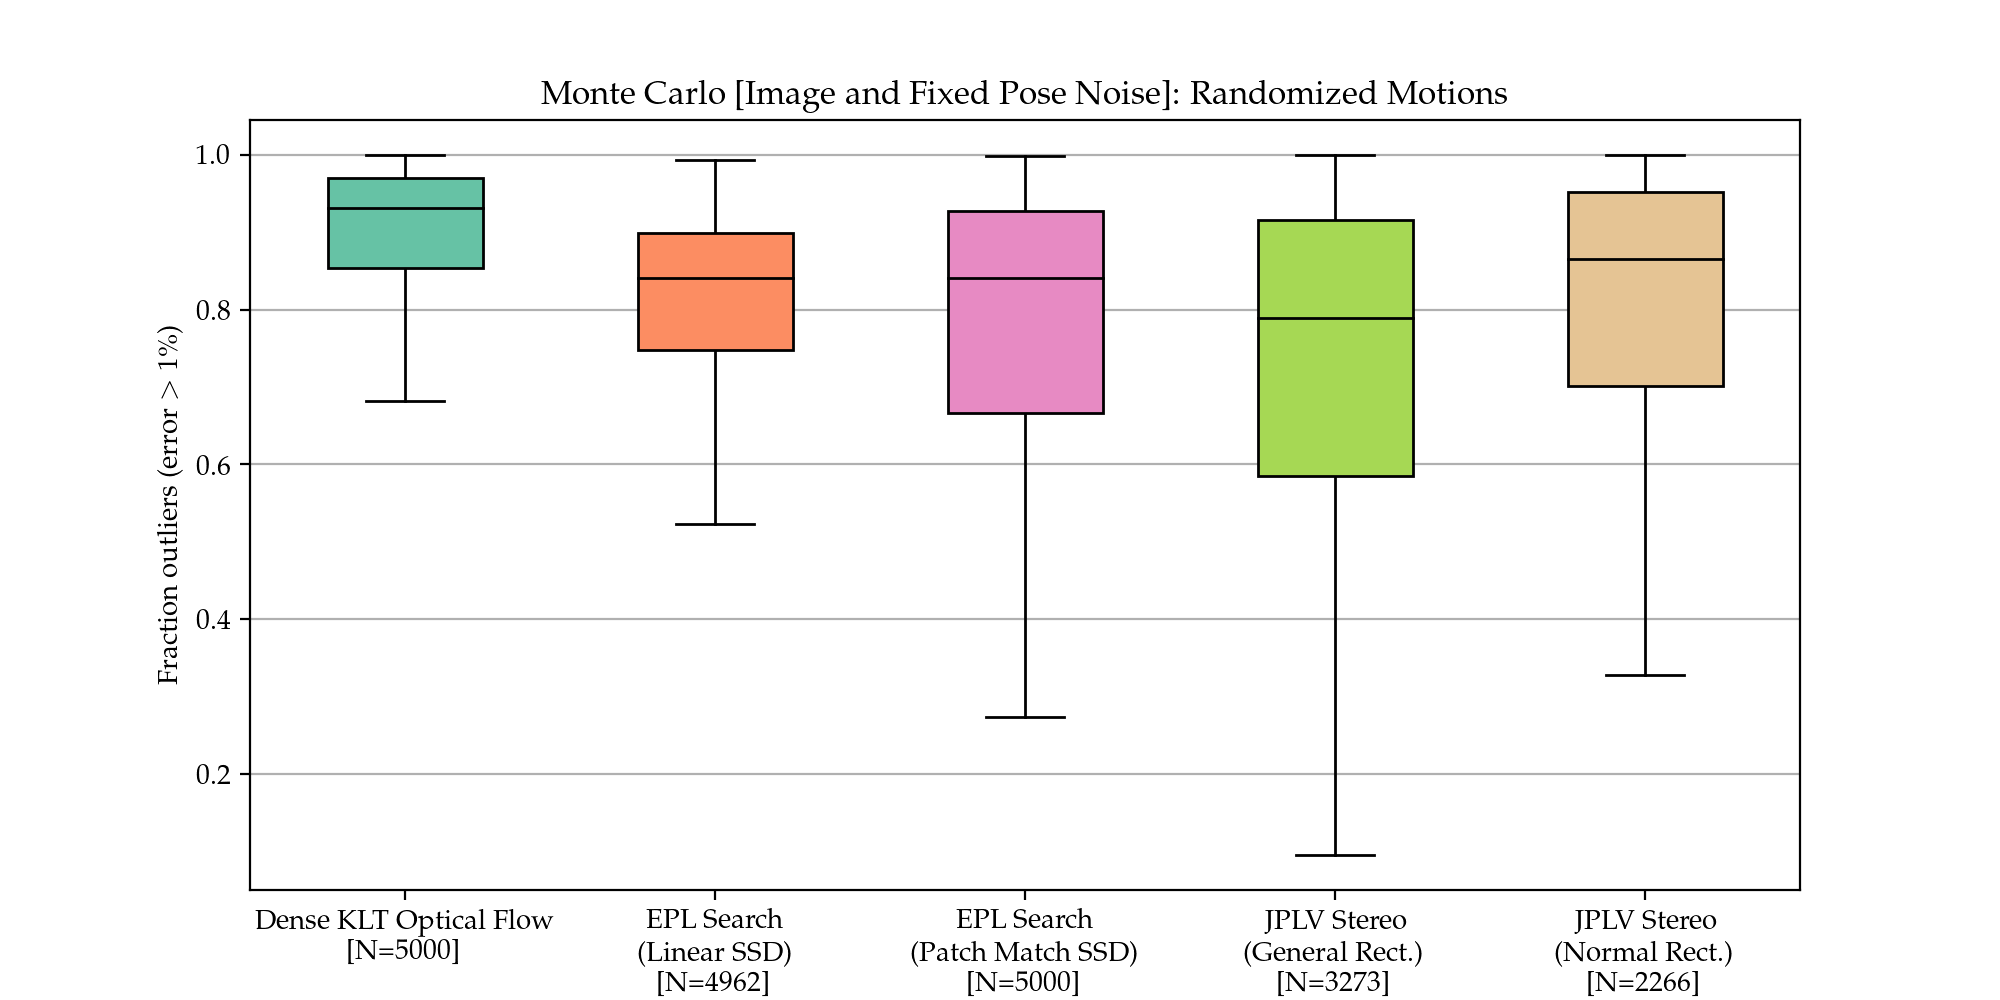 Monte Carlo [Image and Fixed Pose Noise]: Randomized Motions
Fraction outliers (error > 1%)
1.0
0.8
0.6
0.4
0.2
Dense KLT Optical Flow
[N=5000]
EPL Search
(Linear SSD)
[N=4962]
EPL Search
(Patch Match SSD)
[N=5000]
JPLV Stereo
(General Rect.)
[N=3273]
JPLV Stereo
(Normal Rect.)
[N=2266]